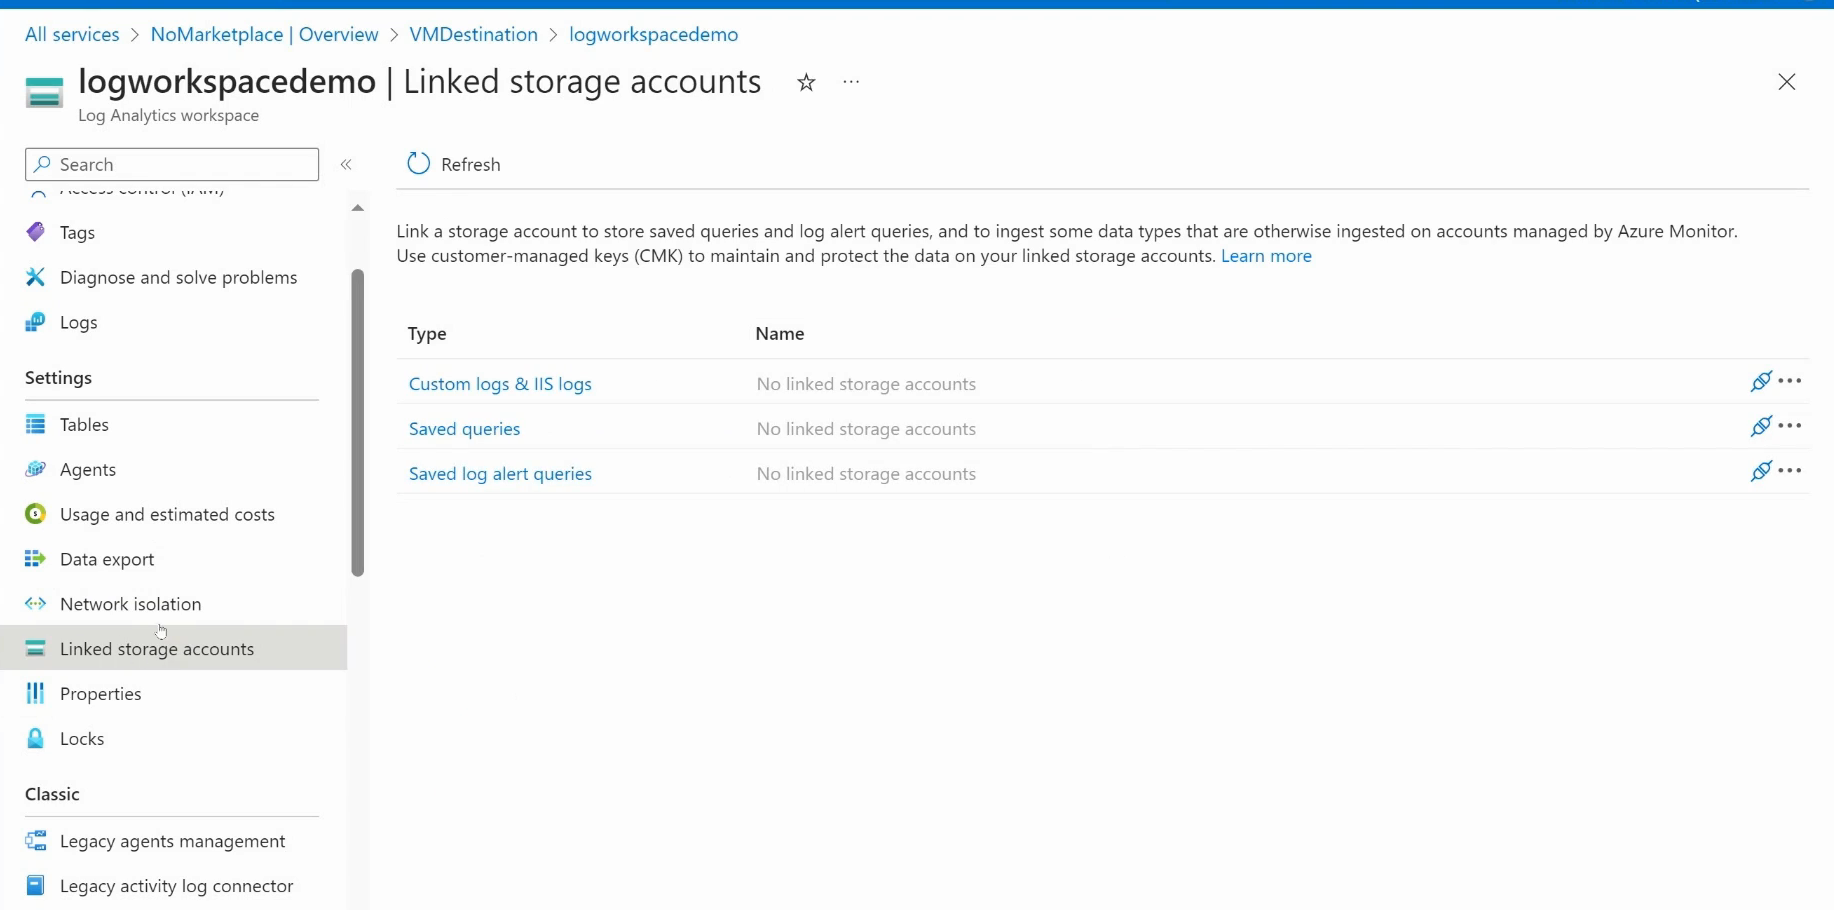 All services > NoMarketplace | Overview > VMDestination > logworkspacedemo
logworkspacedemo | Linked storage accounts
Log Analytics workspace
Search
Refresh
Access control (IAM)
Tags
Diagnose and solve problems
Logs
Settings
Tables
Agents
Usage and estimated costs
Data export
Network isolation
Linked storage accounts
Properties
Locks
Classic
Legacy agents management
Legacy activity log connector
Link a storage account to store saved queries and log alert queries, and to ingest some data types that are otherwise ingested on accounts managed by Azure Monitor.
Use customer-managed keys (CMK) to maintain and protect the data on your linked storage accounts. Learn more
Type Name
Custom logs & IIS logs No linked storage accounts
Saved queries No linked storage accounts
Saved log alert queries No linked storage accounts